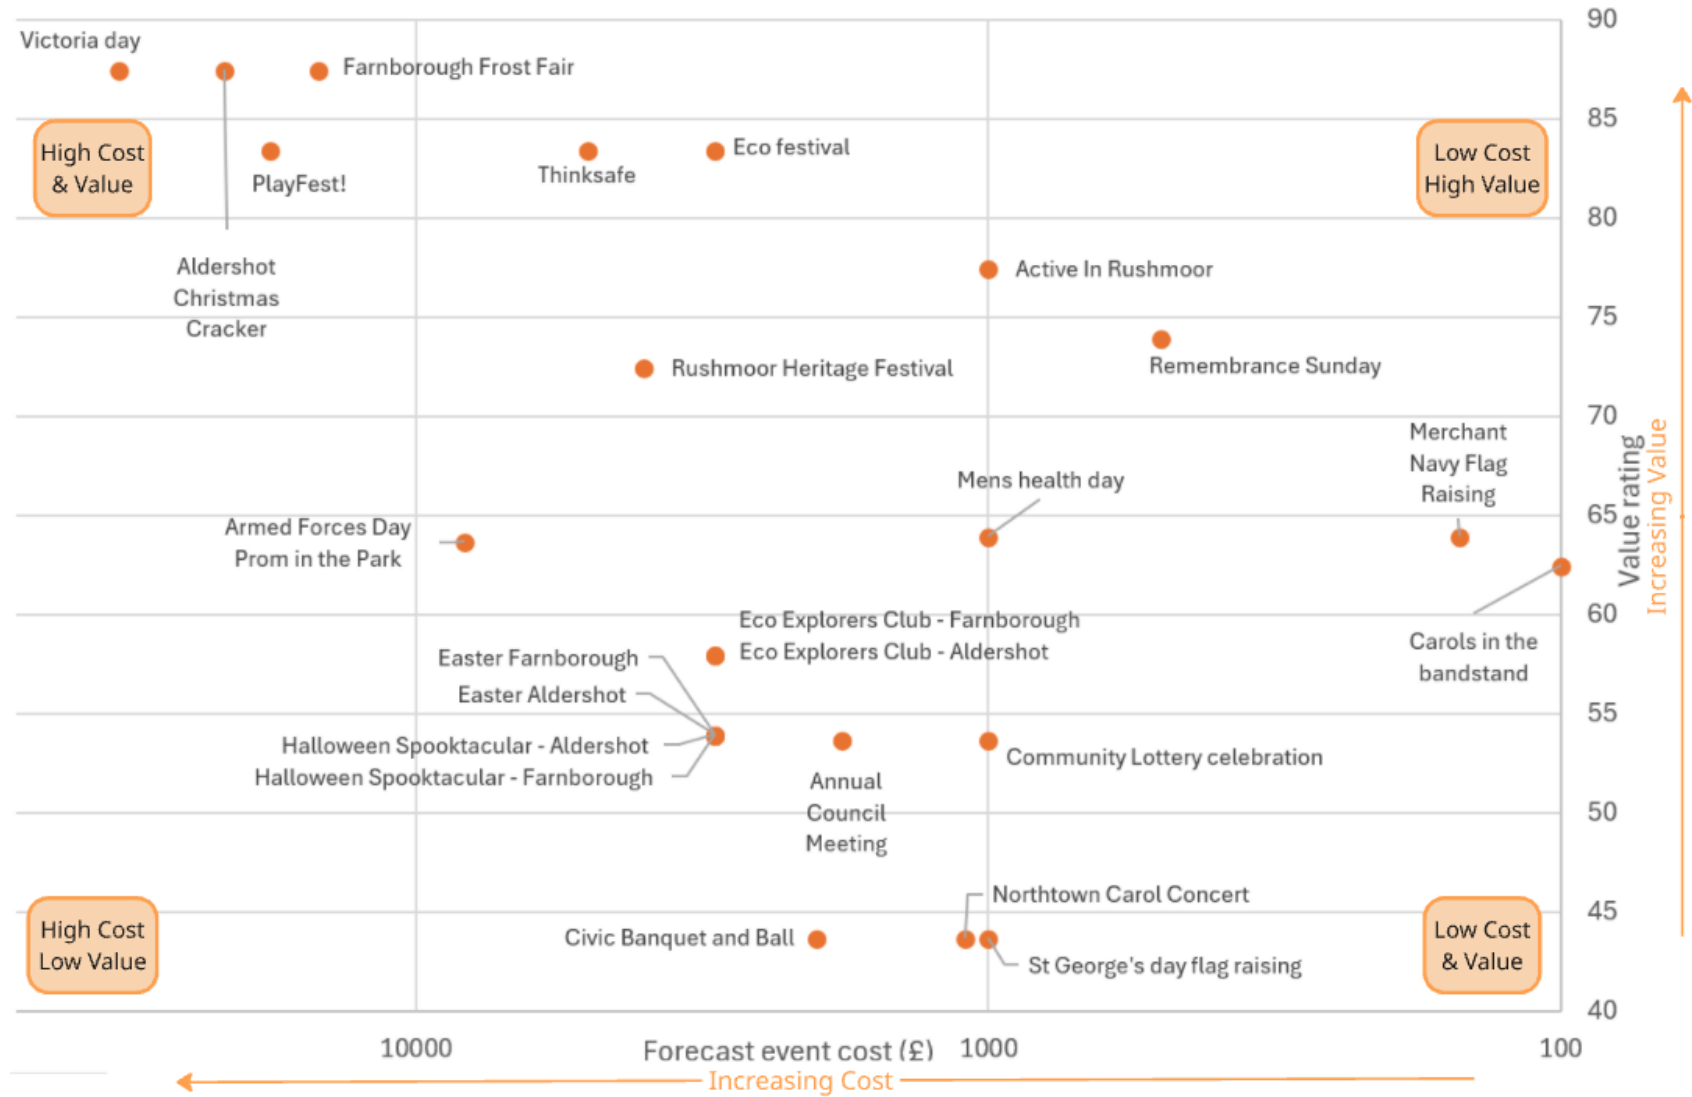 90
Victoria day
Farnborough Frost Fair
85
High Cost
& Value
Low Cost
High Value
Eco festival
Thinksafe
PlayFest!
80
Aldershot
Christmas
Cracker
Active In Rushmoor
75
Remembrance Sunday
Rushmoor Heritage Festival
70
Merchant
Navy Flag
Raising
Mens health day
65
Value rating
Increasing Value
Armed Forces Day
Prom in the Park
60
Eco Explorers Club - Farnborough
Eco Explorers Club - Aldershot
Carols in the
bandstand
Easter Farnborough
Easter Aldershot
55
Halloween Spooktacular - Aldershot
Halloween Spooktacular - Farnborough
Community Lottery celebration
Annual
Council
Meeting
50
Northtown Carol Concert
45
High Cost
Low Value
Civic Banquet and Ball
St George's day flag raising
Low Cost
& Value
40
10000
Forecast event cost (£)
1000
100
Increasing Cost